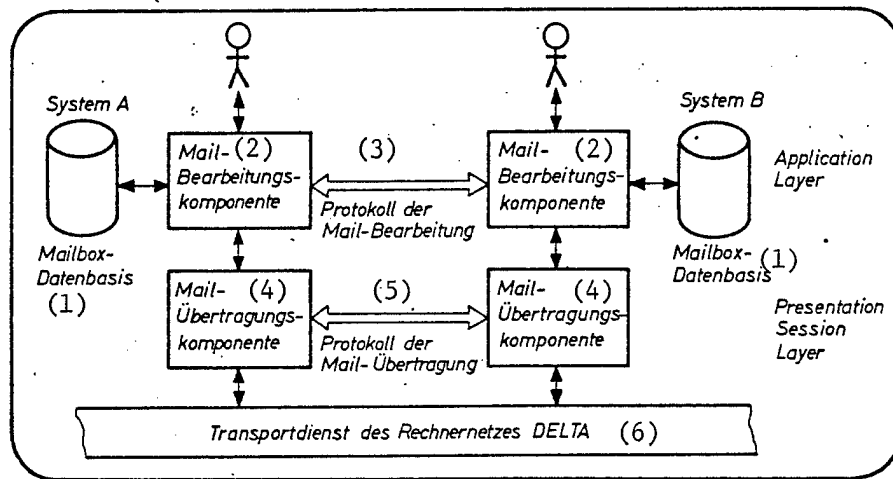 System A
System B
Mail- (2)
Bearbeitungs-
komponente
(3)
Protokoll der
Mail-Bearbeitung
Mail- (2)
Bearbeitungs-
komponente
Application
Layer
Mailbox-
Datenbasis
(1)
Mailbox-
Datenbasis (1)
Mail- (4)
Übertragungs-
komponente
(5)
Protokoll der
Mail-Übertragung
Mail- (4)
Übertragungs-
komponente
Presentation
Session
Layer
Transportdienst des Rechnernetzes DELTA (6)